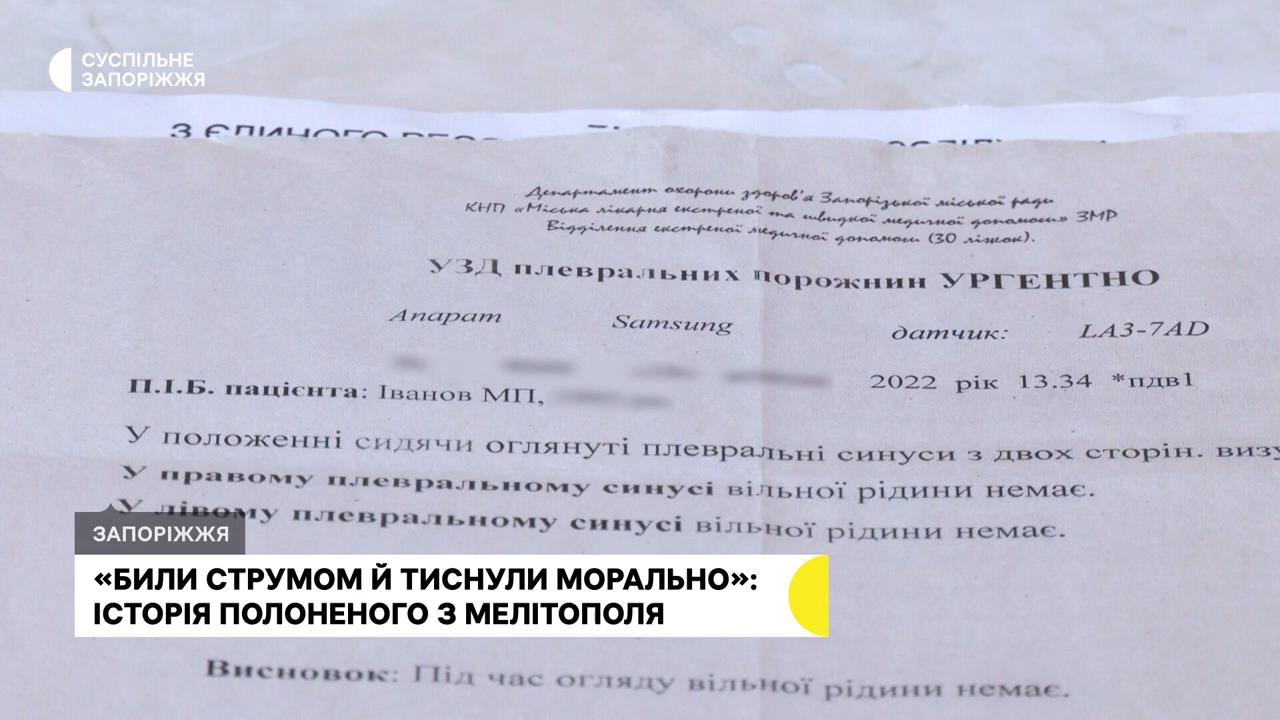 СУСПІЛЬНЕ
ЗАПОРІЖЖЯ
З ЄДИНОГО
Департамент охорони здоров'я Запорізької міської ради
КНП «Міська лікарня екстреної та швидкої медичної допомоги» ЗМР
Відділення екстреної медичної допомоги (30 ліжок).
УЗД плевральних порожнин УРГЕНТНО
Апарат Samsung датчик: LA3-7AD
2022 рік 13.34 *пдв1
П.І.Б. пацієнта: Іванов МП,
У положенні сидячи оглянуті плевральні синуси з двох сторін. визу
У правому плевральному синусі вільної рідини немає.
У лівому плевральному синусі вільної рідини немає.
ЗАПОРІЖЖЯ
«БИЛИ СТРУМОМ Й ТИСНУЛИ МОРАЛЬНО»:
ІСТОРІЯ ПОЛОНЕНОГО З МЕЛІТОПОЛЯ
Висновок: Під час огляду вільної рідини немає.